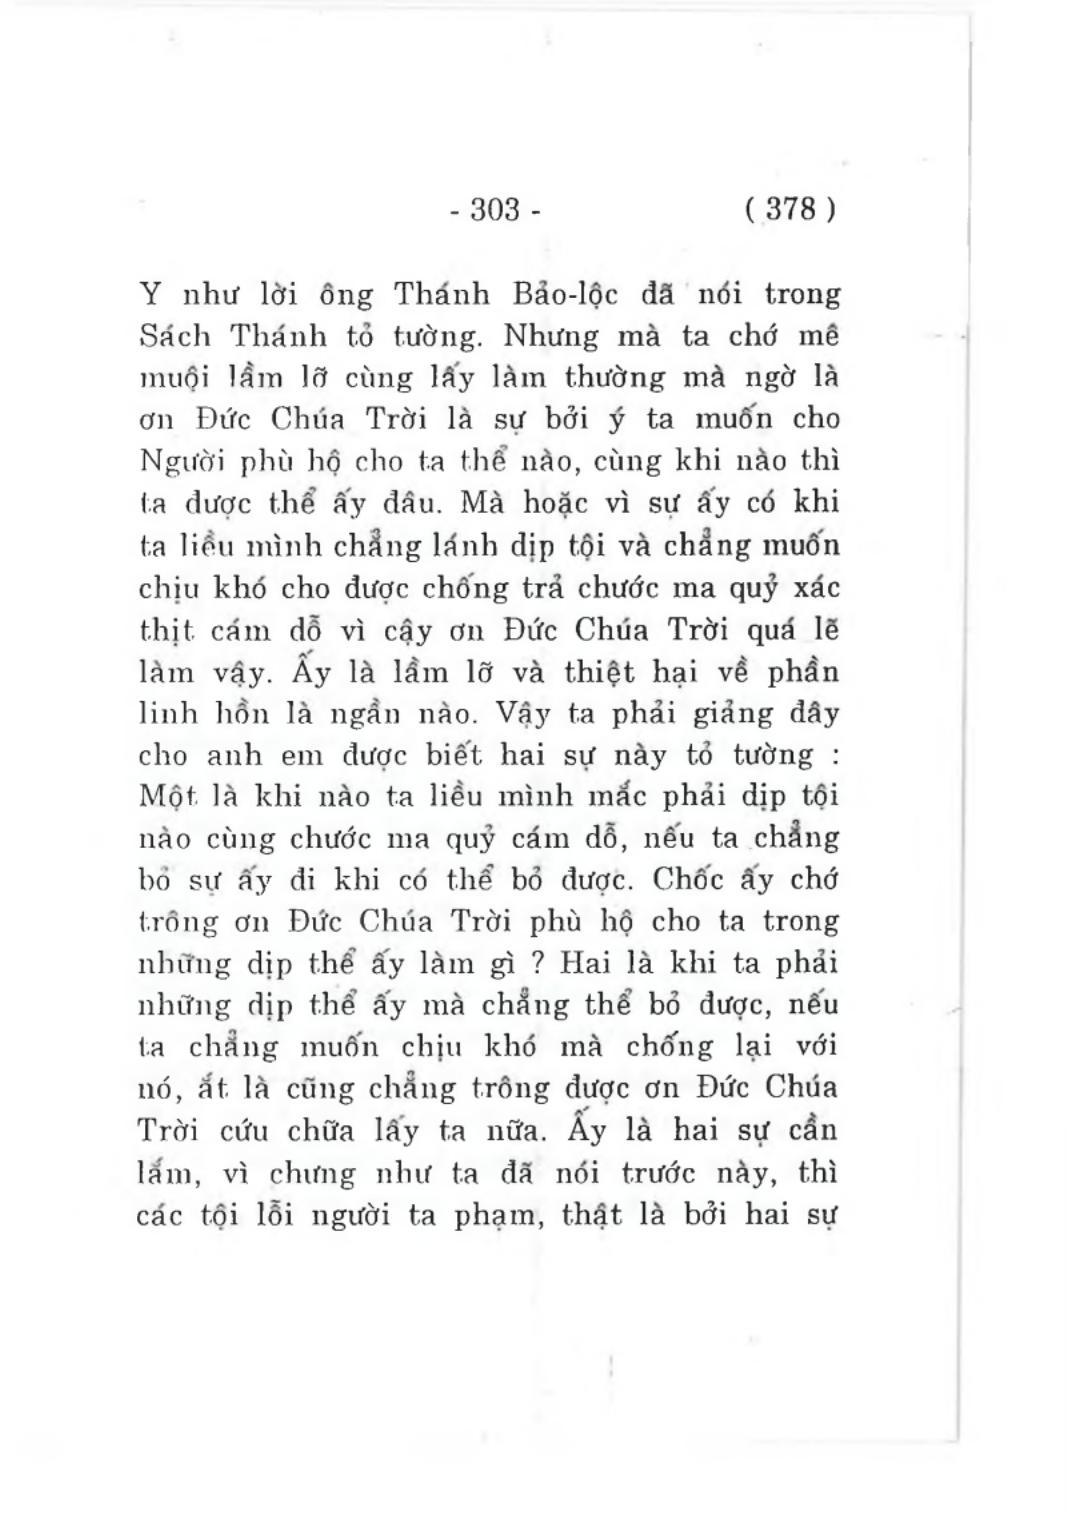 - 303 - ( 378 )
Y như lời ông Thánh Bảo-lộc đã nói trong
Sách Thánh tỏ tường. Nhưng mà ta chớ mê
muội lầm lỡ cùng lấy làm thường mà ngờ là
ơn Đức Chúa Trời là sự bởi ý ta muốn cho
Người phù hộ cho ta thể nào, cùng khi nào thì
ta được thể ấy đâu. Mà hoặc vì sự ấy có khi
ta liều mình chẳng lánh dịp tội và chẳng muốn
chịu khó cho được chống trả chước ma quỷ xác
thịt cám dỗ vì cậy ơn Đức Chúa Trời quá lẽ
làm vậy. Ấy là lầm lỡ và thiệt hại về phần
linh hồn là ngần nào. Vậy ta phải giảng đây
cho anh em được biết hai sự này tỏ tường :
Một là khi nào ta liều mình mắc phải dịp tội
nào cùng chước ma quỷ cám dỗ, nếu ta chẳng
bỏ sự ấy đi khi có thể bỏ được. Chốc ấy chớ
trông ơn Đức Chúa Trời phù hộ cho ta trong
những dịp thể ấy làm gì ? Hai là khi ta phải
những dịp thể ấy mà chẳng thể bỏ được, nếu
ta chẳng muốn chịu khó mà chống lại với
nó, ắt là cũng chẳng trông được ơn Đức Chúa
Trời cứu chữa lấy ta nữa. Ấy là hai sự cần
lắm, vì chưng như ta đã nói trước này, thì
các tội lỗi người ta phạm, thật là bởi hai sự